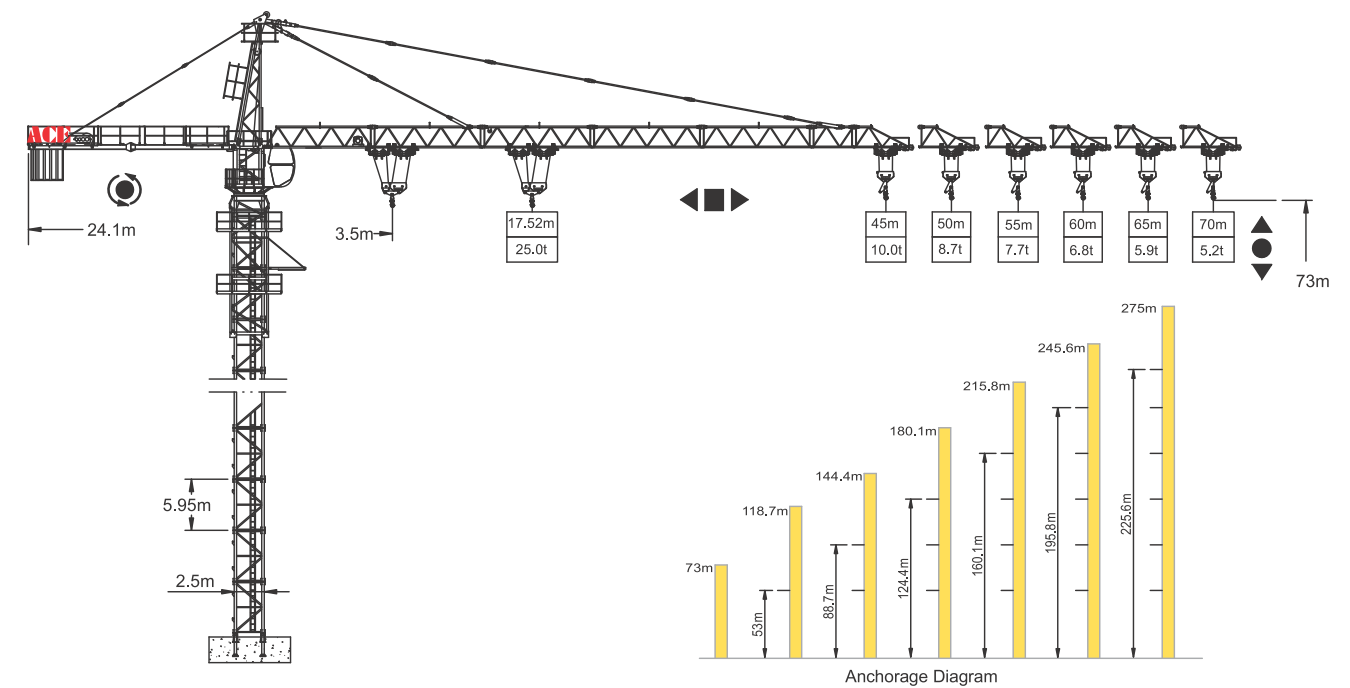 ACE
24.1m
3.5m
17.52m
25.0t
45m
10.0t
50m
8.7t
55m
7.7t
60m
6.8t
65m
5.9t
70m
5.2t
73m
5.95m
2.5m
73m
118.7m
144.4m
180.1m
215.8m
245.6m
275m
53m
88.7m
124.4m
160.1m
195.8m
225.6m
Anchorage Diagram